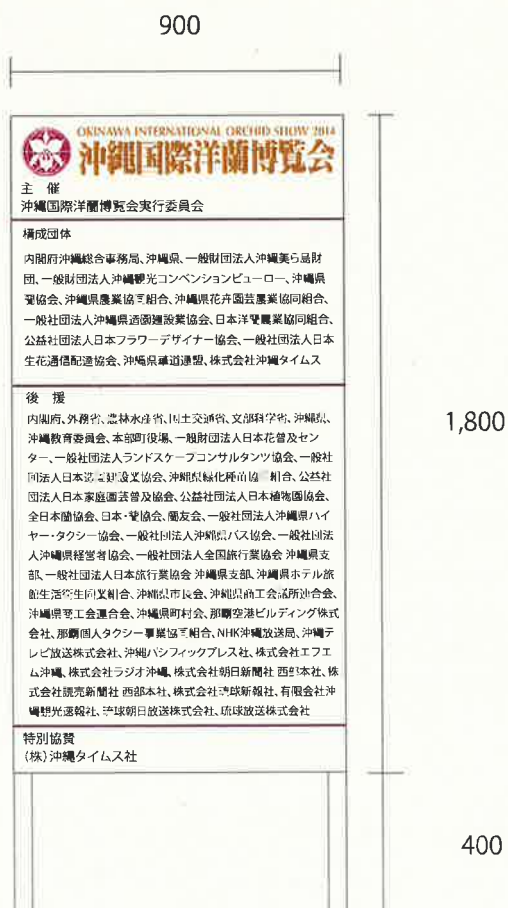 900
OKINAWA INTERNATIONAL ORCHID SHOW 2014
沖縄国際洋蘭博覧会
主 催
沖縄国際洋蘭博覧会実行委員会
構成団体
内閣府沖縄総合事務局、沖縄県、一般財団法人沖縄美ら島財
団、一般財団法人沖縄観光コンベンションビューロー、沖縄県
蘭協会、沖縄県農業協同組合、沖縄県花卉園芸農業協同組合、
一般社団法人沖縄県造園建設業協会、日本洋蘭農業協同組合、
公益社団法人日本フラワーデザイナー協会、一般社団法人日本
生花通信配達協会、沖縄県華道連盟、株式会社沖縄タイムス
後 援
内閣府、外務省、農林水産省、国土交通省、文部科学省、沖縄県、
沖縄教育委員会、本部町役場、一般財団法人日本花普及セン
ター、一般社団法人ランドスケープコンサルタンツ協会、一般社
団法人日本造園建設業協会、沖縄県緑化種苗協 組合、公益社
団法人日本家庭園芸普及協会、公益社団法人日本植物園協会、
全日本蘭協会、日本・蘭協会、蘭友会、一般社団法人沖縄県ハイ
ヤー・タクシー協会、一般社団法人沖縄県バス協会、一般社団法
人沖縄県経営者協会、一般社団法人全国旅行業協会 沖縄県支
部、一般社団法人日本旅行業協会 沖縄県支部、沖縄県ホテル旅
館生活衛生同業組合、沖縄県市長会、沖縄県商工会議所連合会、
沖縄県商工会連合会、沖縄県町村会、那覇空港ビルディング株式
会社、那覇個人タクシー事業協同組合、NHK沖縄放送局、沖縄テ
レビ放送株式会社、沖縄パシフィックプレス社、株式会社エフエ
ム沖縄、株式会社ラジオ沖縄、株式会社朝日新聞社 西部本社、株
式会社読売新聞社 西部本社、株式会社琉球新報社、有限会社沖
縄観光速報社、琉球朝日放送株式会社、琉球放送株式会社
特別協賛
(株)沖縄タイムス社
1,800
400